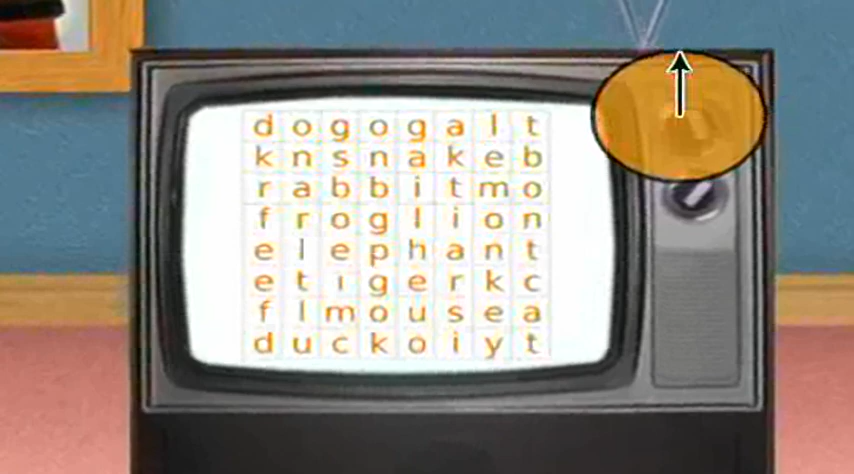 d o g o g a l t
k n s n a k e b
r a b b i t m o
f r o g l i o n
e l e p h a n t
e t i g e r k c
f l m o u s e a
d u c k o i y t